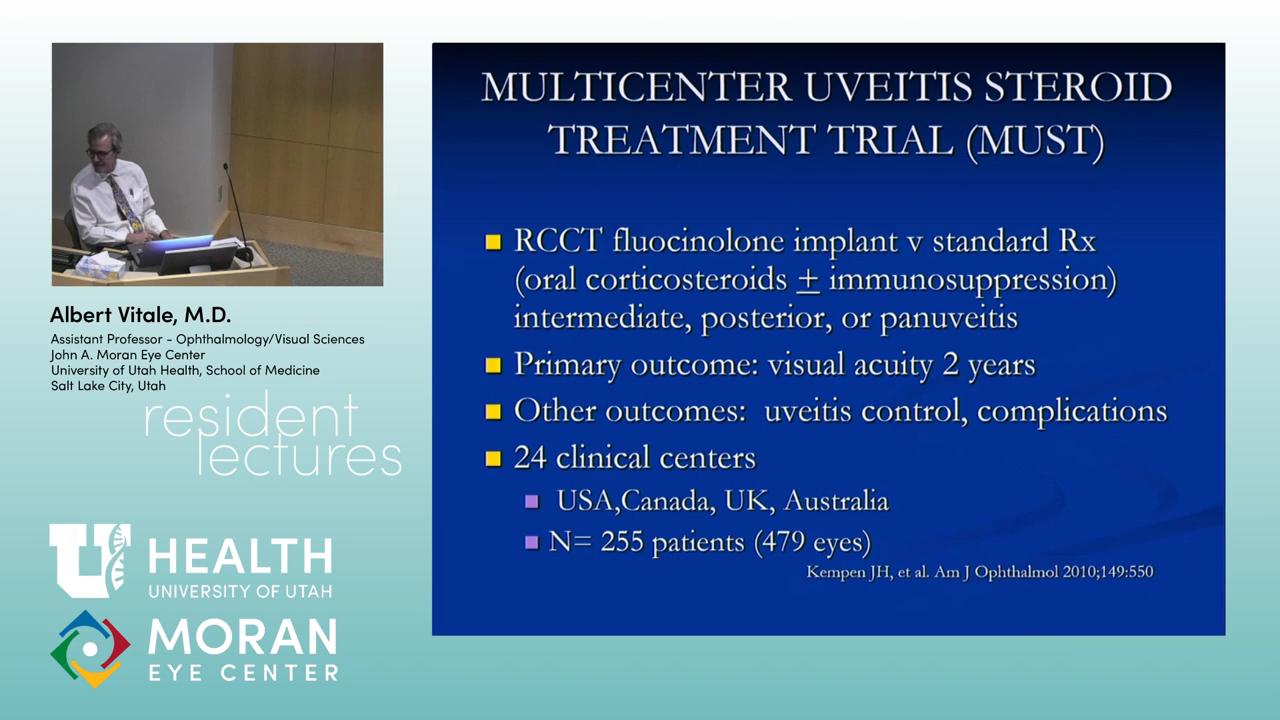 MULTICENTER UVEITIS STEROID
TREATMENT TRIAL (MUST)
RCCT fluocinolone implant v standard Rx
(oral corticosteroids ± immunosuppression)
intermediate, posterior, or panuveitis
Primary outcome: visual acuity 2 years
Other outcomes: uveitis control, complications
24 clinical centers
USA,Canada, UK, Australia
N= 255 patients (479 eyes)
Kempen JH, et al. Am J Ophthalmol 2010;149:550
Albert Vitale, M.D.
Assistant Professor - Ophthalmology/Visual Sciences
John A. Moran Eye Center
University of Utah Health, School of Medicine
Salt Lake City, Utah
resident
lectures
U HEALTH
UNIVERSITY OF UTAH
MORAN
EYE CENTER